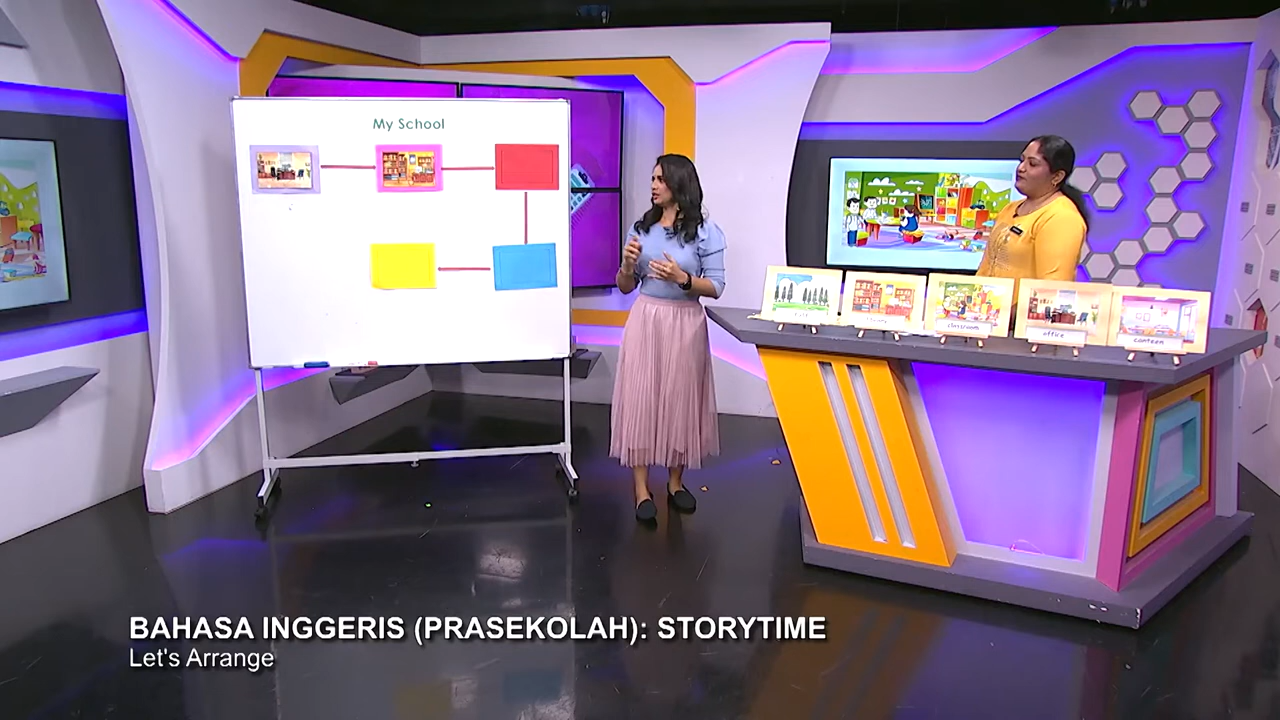 My School
classroom
office
canteen
BAHASA INGGERIS (PRASEKOLAH): STORYTIME
Let's Arrange